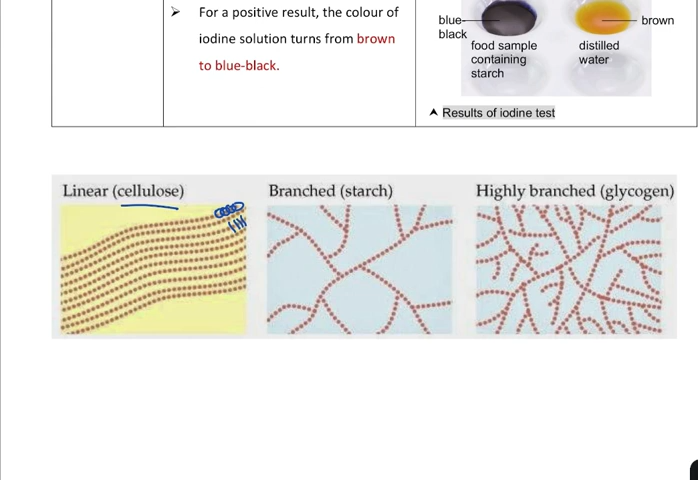 ➤ For a positive result, the colour of
iodine solution turns from brown
to blue-black.
blue-
black
brown
food sample
containing
starch
distilled
water
Results of iodine test
Linear (cellulose)
Branched (starch)
Highly branched (glycogen)